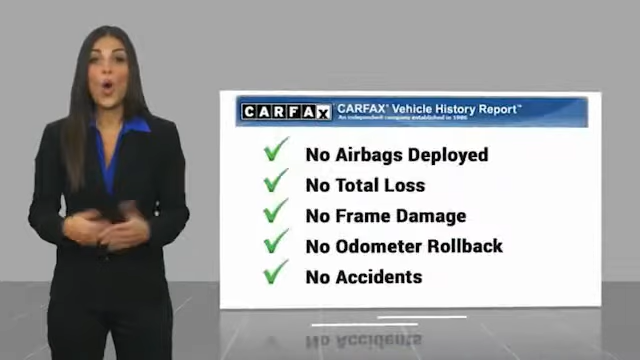 CARFAX CARFAX® Vehicle History Report™
An independent company established in 1986
No Airbags Deployed
No Total Loss
No Frame Damage
No Odometer Rollback
No Accidents